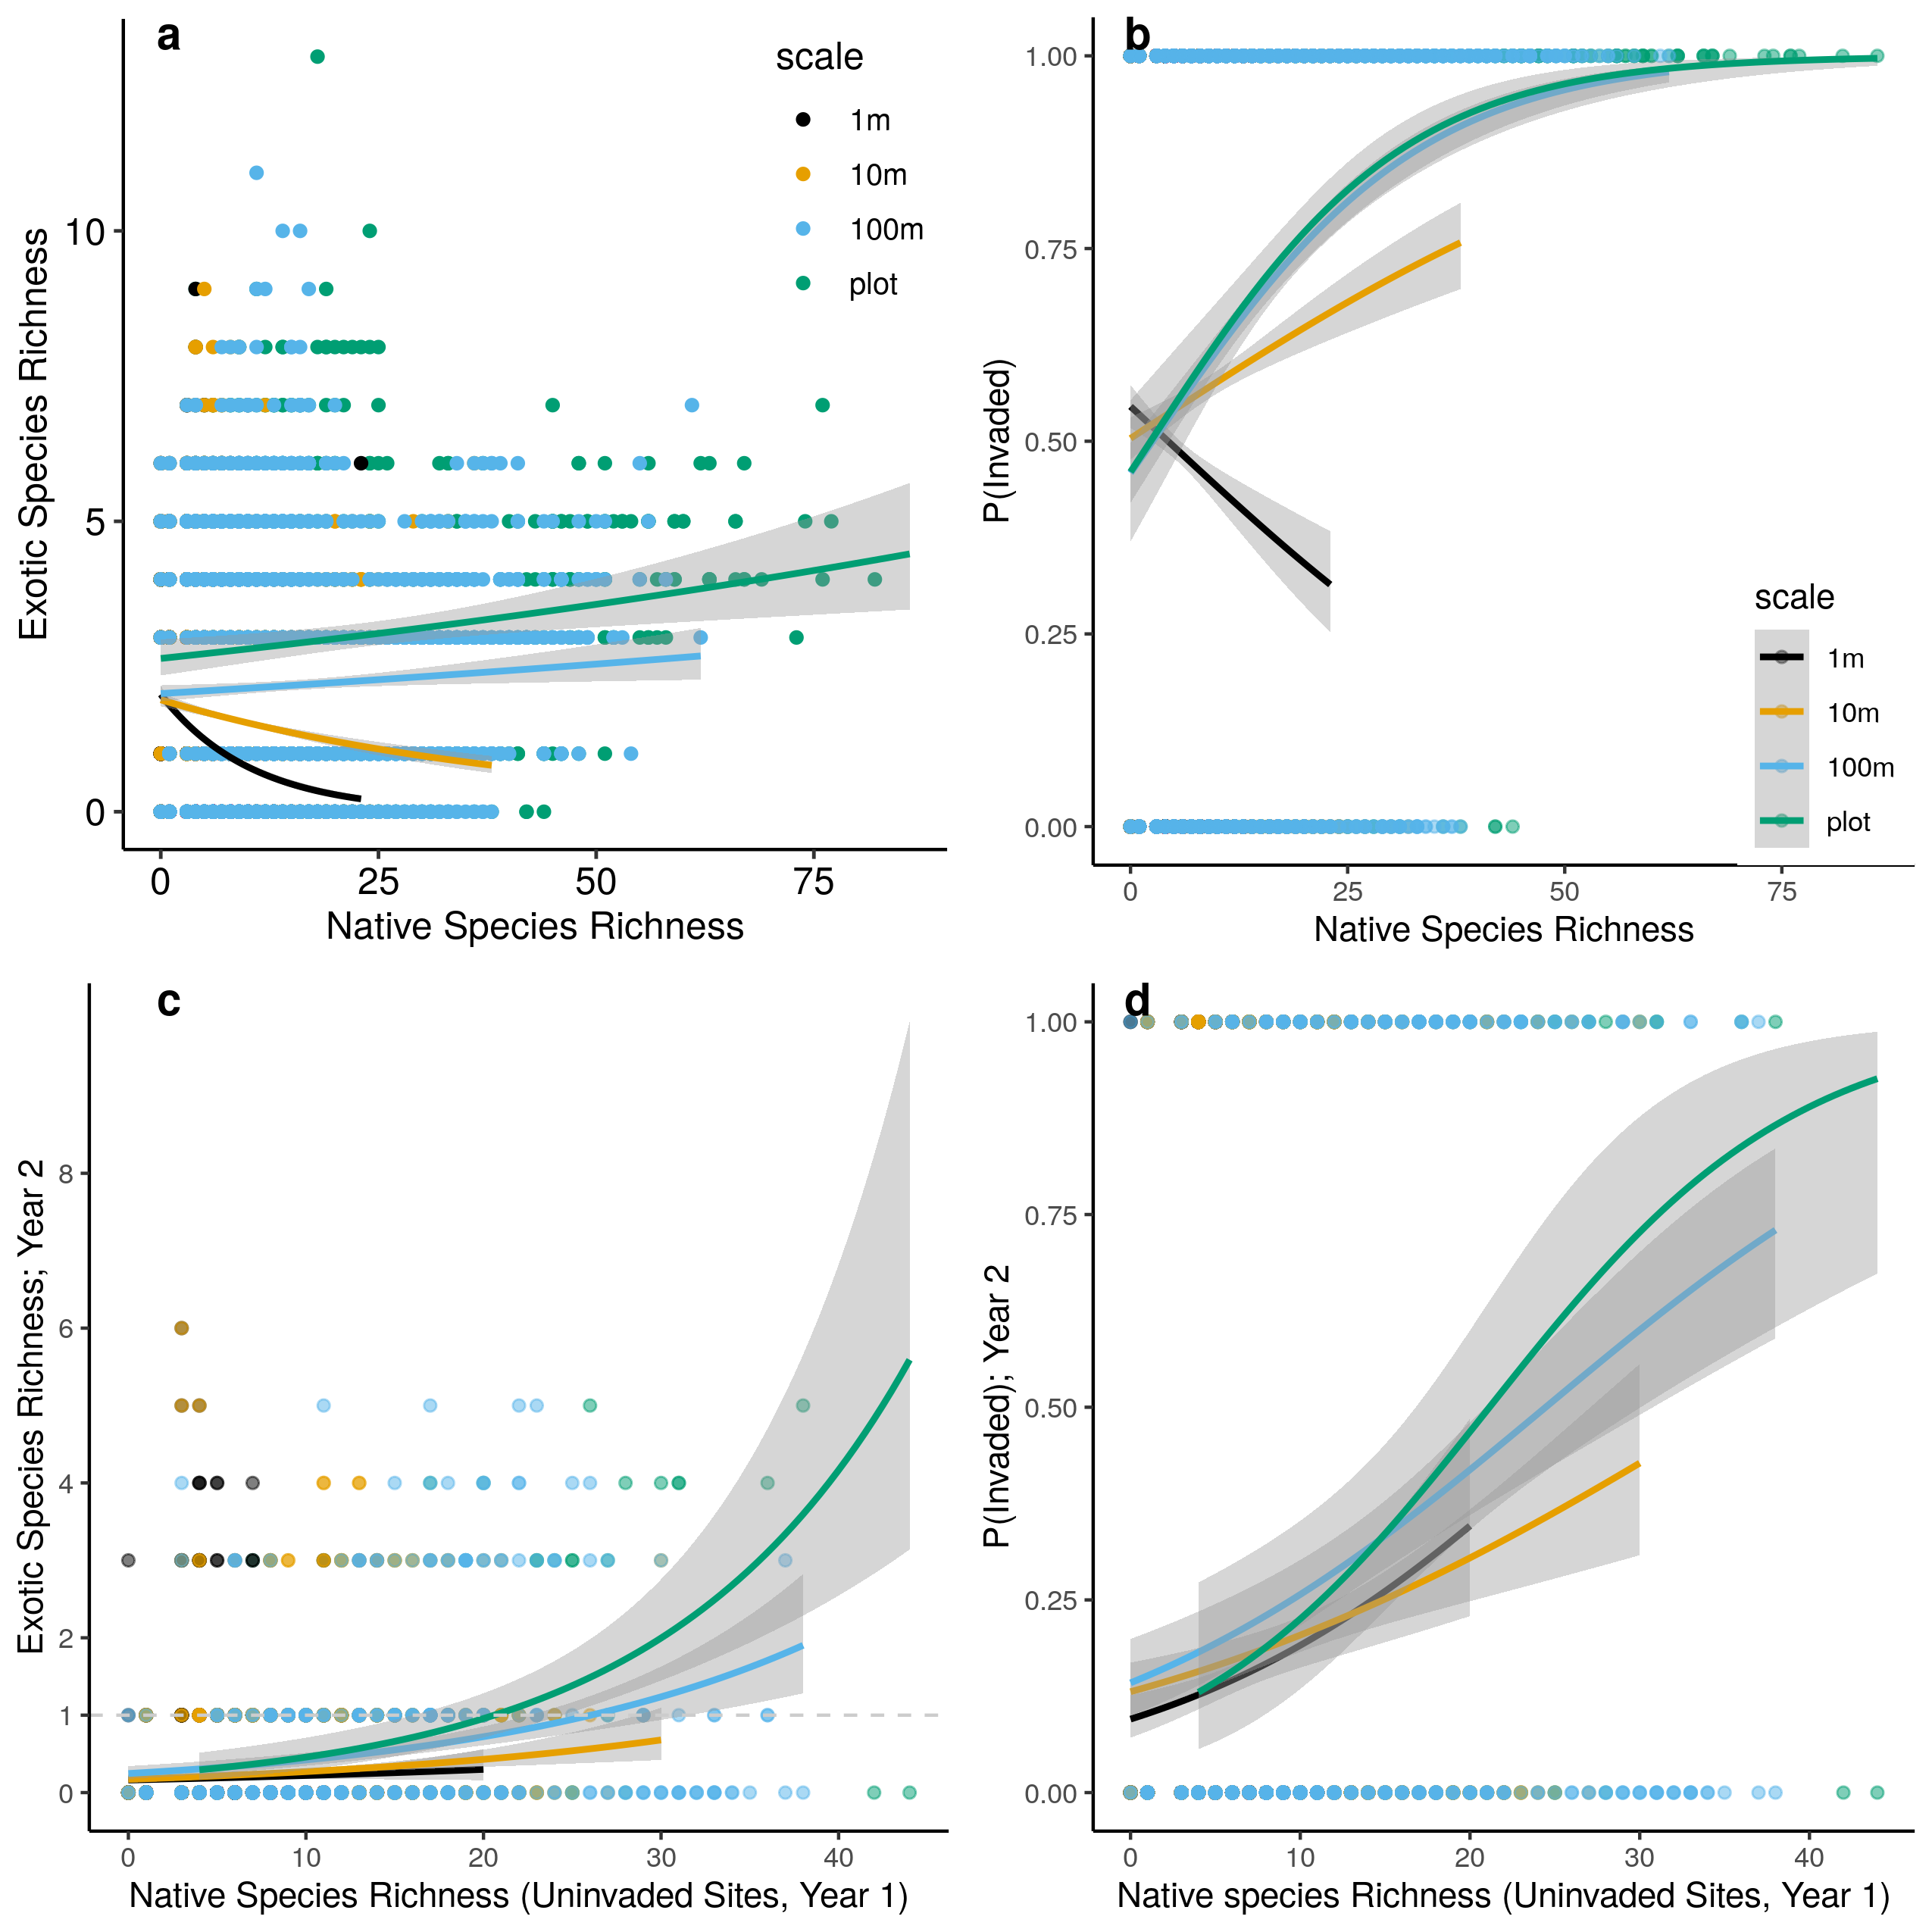 a
scale
1m
10m
100m
plot
10
5
0
0 25 50 75
Exotic Species Richness
Native Species Richness
b
1.00
0.75
0.50
0.25
0.00
0 25 50 75
P(Invaded)
Native Species Richness
scale
1m
10m
100m
plot
c
8
6
4
2
1
0
0 10 20 30 40
Exotic Species Richness; Year 2
Native Species Richness (Uninvaded Sites, Year 1)
d
1.00
0.75
0.50
0.25
0.00
0 10 20 30 40
P(Invaded); Year 2
Native species Richness (Uninvaded Sites, Year 1)